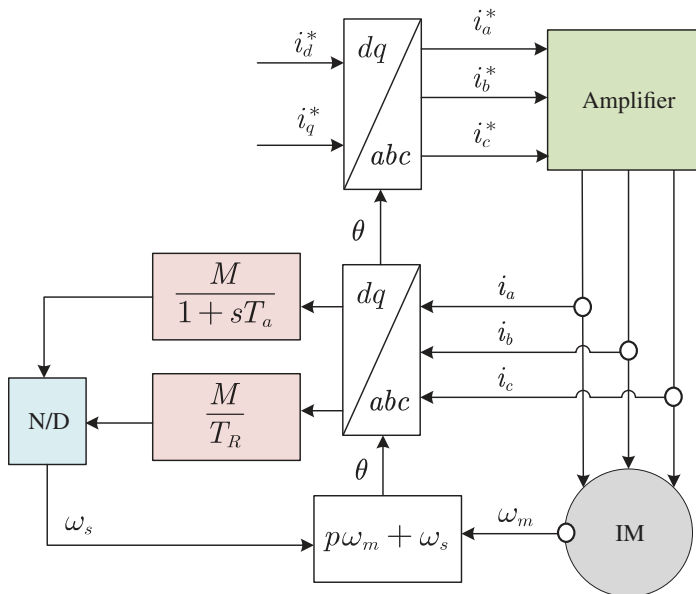 i_d^*
i_q^*
dq
abc
i_a^*
i_b^*
i_c^*
Amplifier
θ
M
1 + sT_a
dq
abc
i_a
i_b
i_c
N/D
M
T_R
θ
ω_s
pω_m + ω_s
ω_m
IM